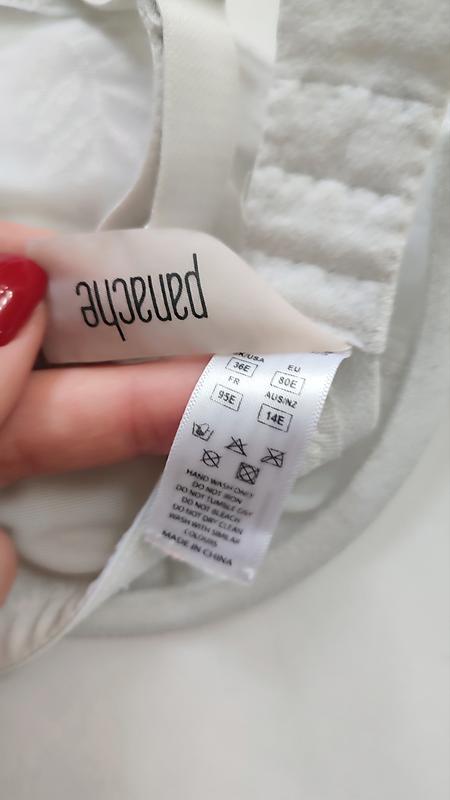 panache
UK/USA EU
36E 80E
FR AUS/NZ
95E 14E
HAND WASH ONLY
DO NOT IRON
DO NOT TUMBLE DRY
DO NOT BLEACH
DO NOT DRY CLEAN
WASH WITH SIMILAR
COLOURS
MADE IN CHINA